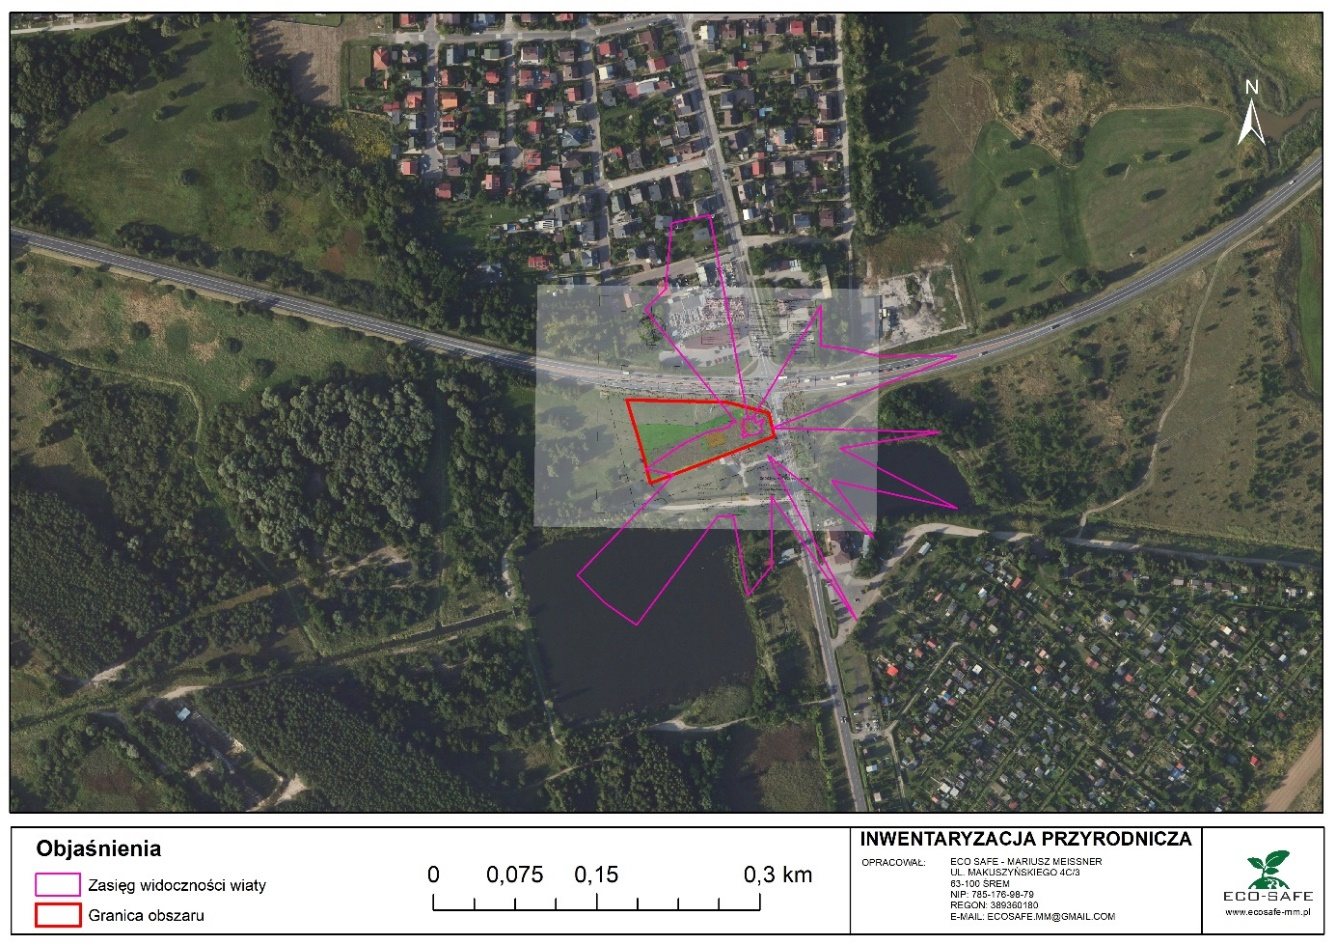 N
Objaśnienia
Zasięg widoczności wiaty
Granica obszaru
0 0,075 0,15 0,3 km
INWENTARYZACJA PRZYRODNICZA
OPRACOWAŁ: ECO SAFE - MARIUSZ MEISSNER
UL. MAKUSZYŃSKIEGO 4C/3
63-100 ŚREM
NIP: 785-176-98-79
REGON: 389360180
E-MAIL: ECOSAFE.MM@GMAIL.COM
ECO-SAFE
www.ecosafe-mm.pl